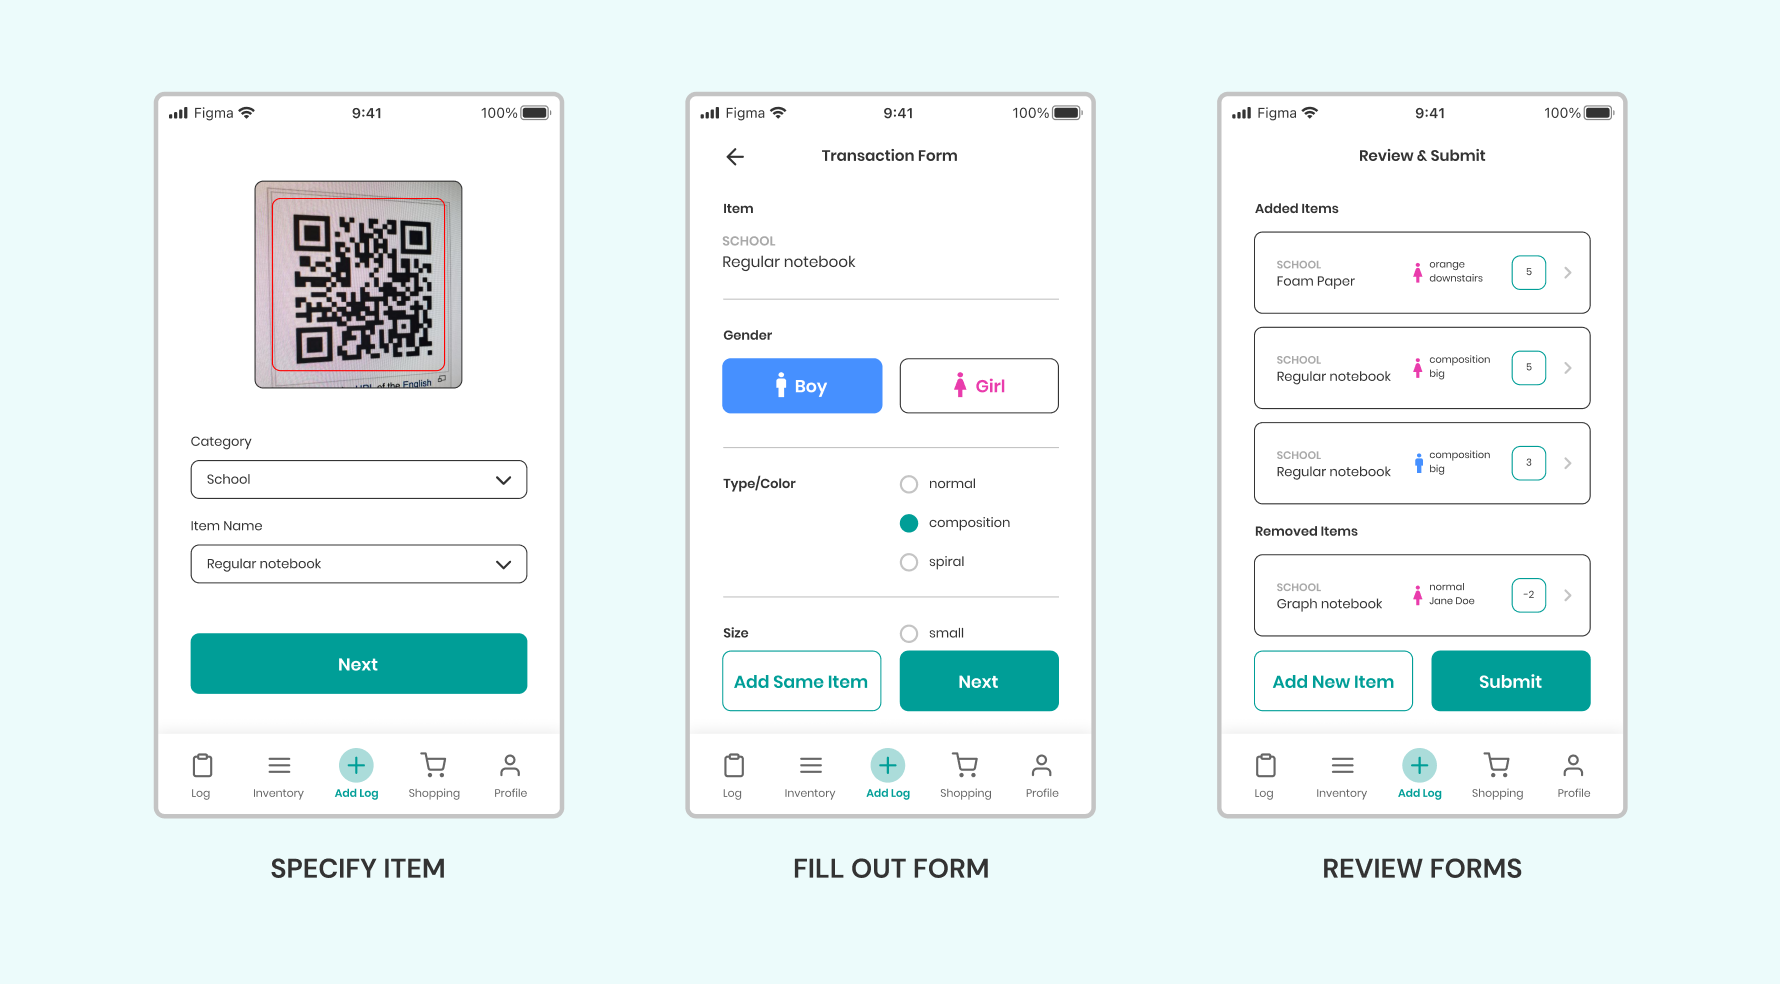 Figma
9:41
100%
URL of the English
Category
School
Item Name
Regular notebook
Next
Log
Inventory
Add Log
Shopping
Profile
SPECIFY ITEM
Figma
9:41
100%
Transaction Form
Item
SCHOOL
Regular notebook
Gender
Boy
Girl
Type/Color
normal
composition
spiral
Size
small
Add Same Item
Next
Log
Inventory
Add Log
Shopping
Profile
FILL OUT FORM
Figma
9:41
100%
Review & Submit
Added Items
SCHOOL
Foam Paper
orange
downstairs
5
SCHOOL
Regular notebook
composition
big
5
SCHOOL
Regular notebook
composition
big
3
Removed Items
SCHOOL
Graph notebook
normal
Jane Doe
-2
Add New Item
Submit
Log
Inventory
Add Log
Shopping
Profile
REVIEW FORMS